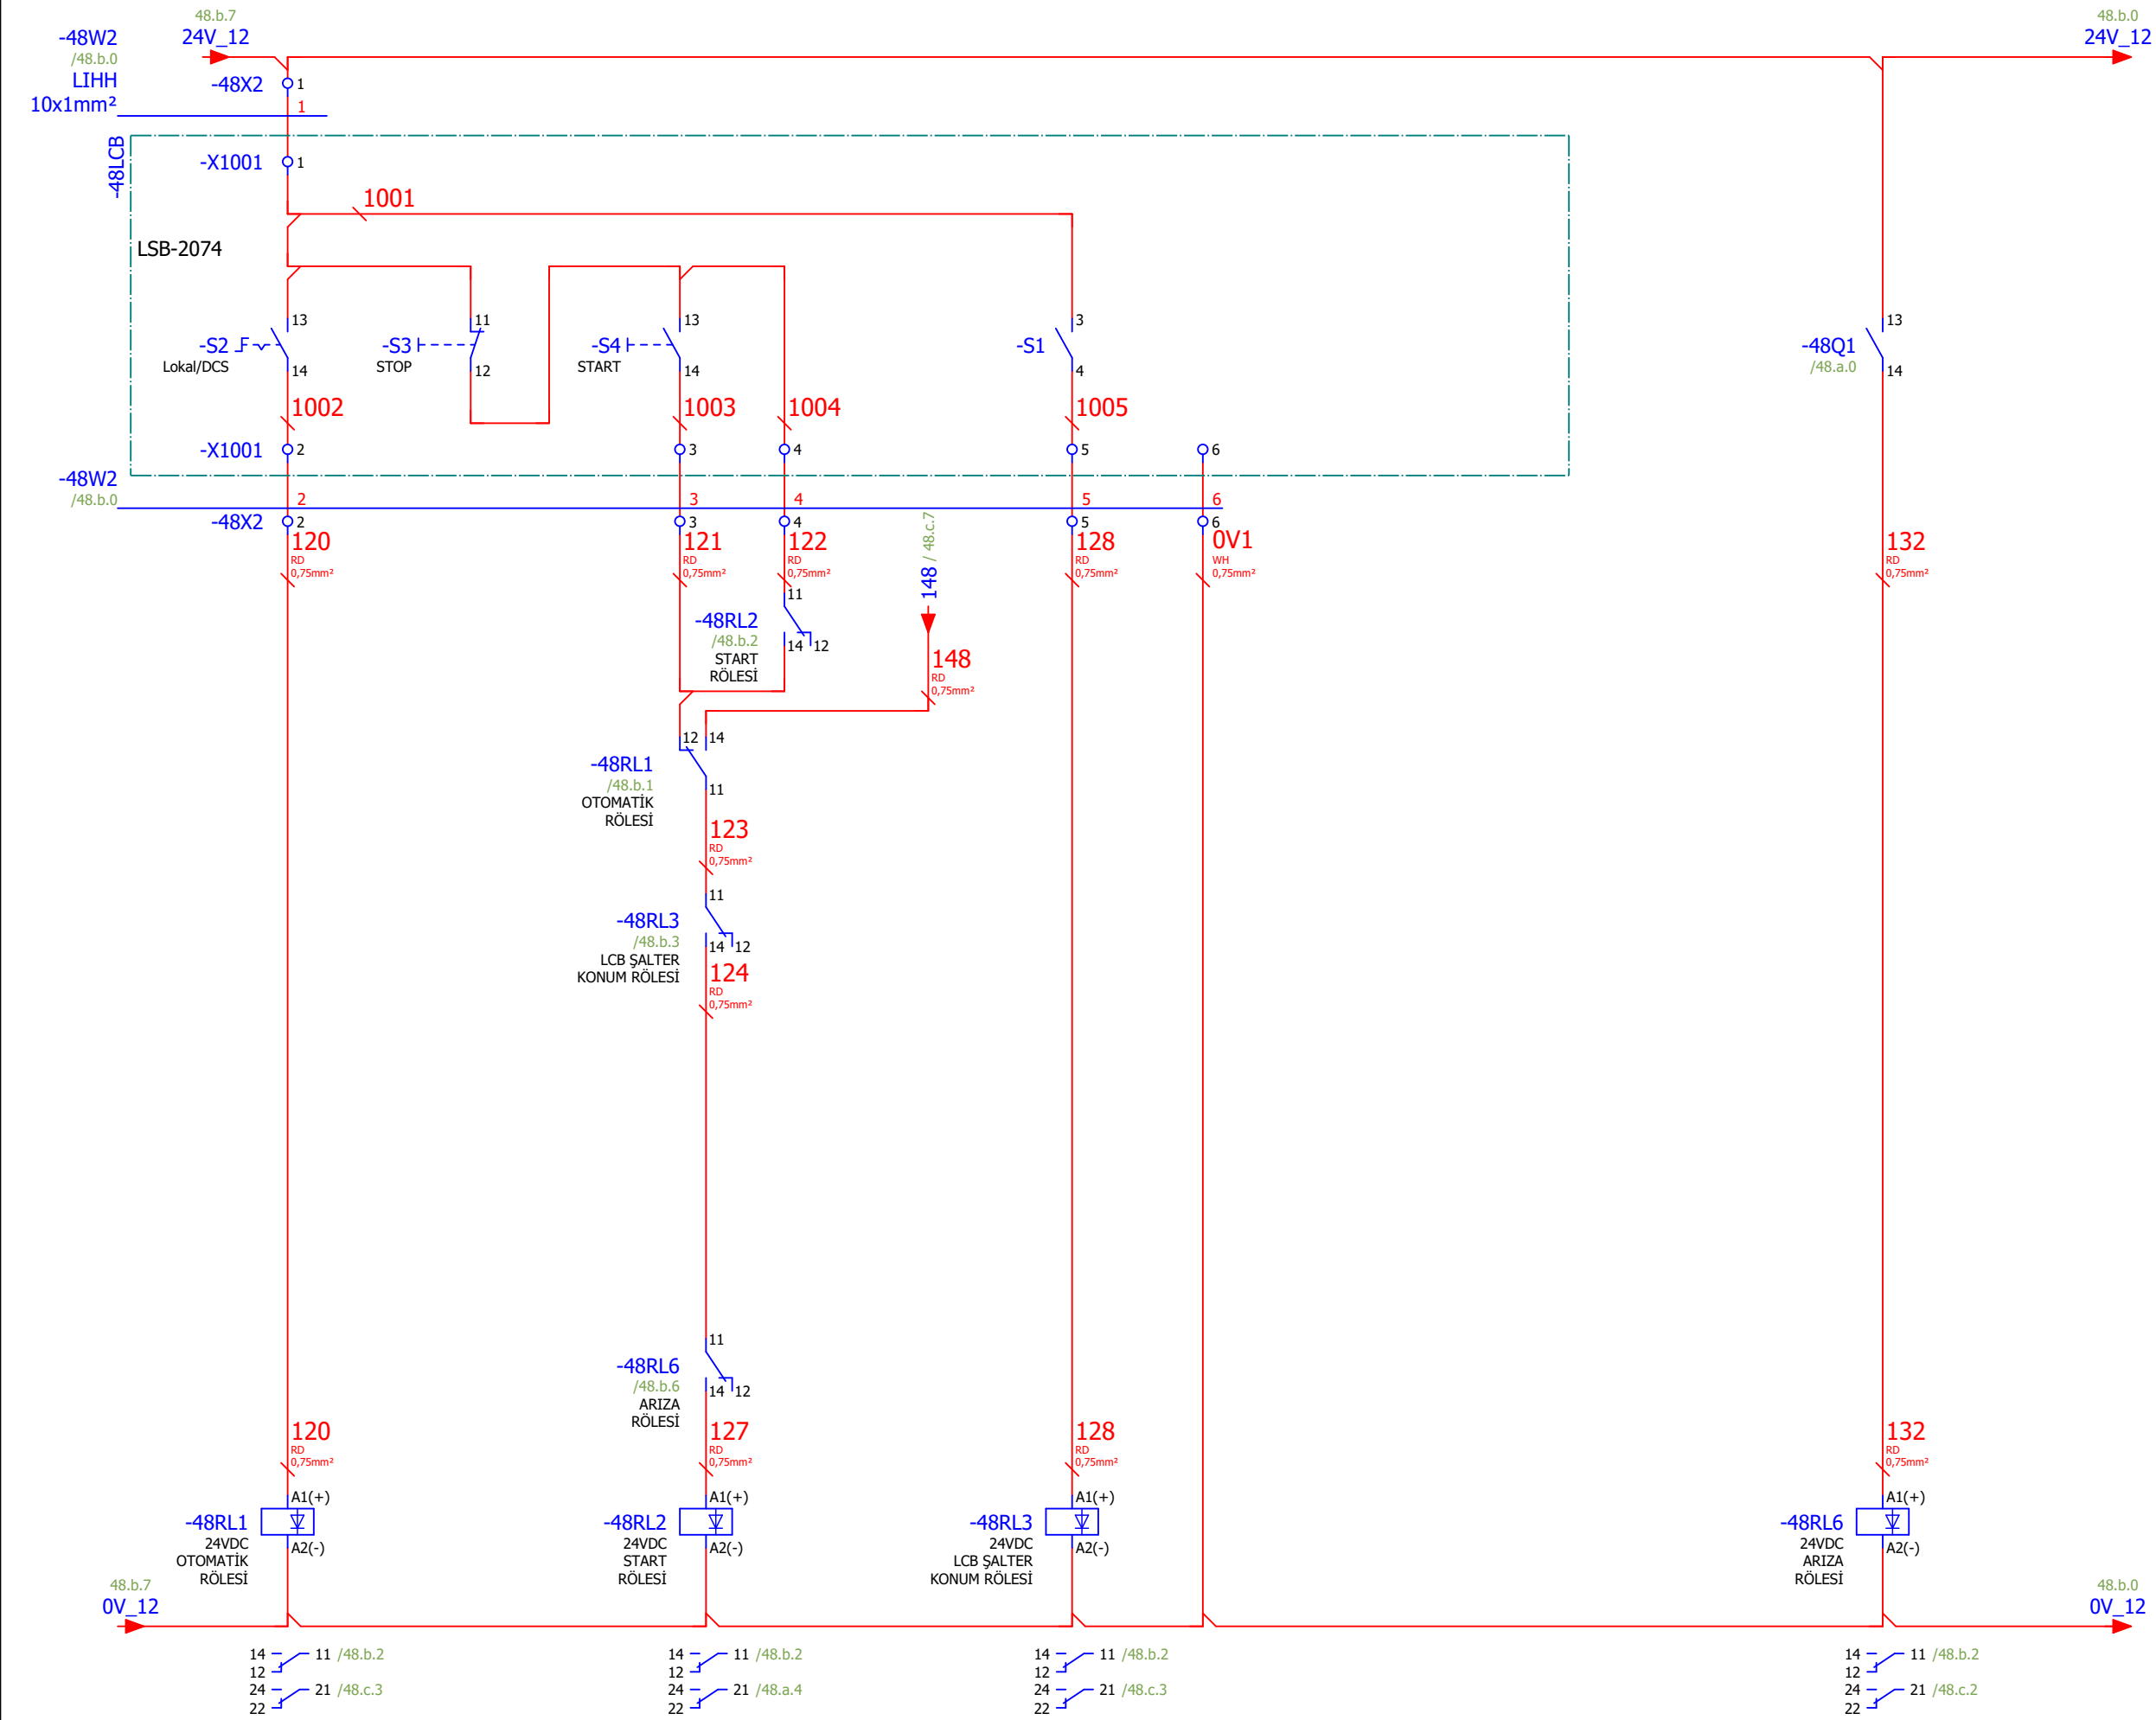 48.b.7
24V_12
48.b.0
24V_12
-48W2
/48.b.0
LIHH
10x1mm²
-48X2
1
1
-48LCB
-X1001
1
1001
LSB-2074
13
-S2
Lokal/DCS
14
11
-S3
STOP
12
13
-S4
START
14
3
-S1
4
13
-48Q1
/48.a.0
14
1002
1003
1004
1005
-X1001
2
3
4
5
6
-48W2
/48.b.0
2
3
4
5
6
-48X2
2
3
4
5
6
120
RD
0,75mm²
121
RD
0,75mm²
122
RD
0,75mm²
148 / 48.c.7
128
RD
0,75mm²
0V1
WH
0,75mm²
132
RD
0,75mm²
11
-48RL2
/48.b.2
START
RÖLESİ
14
12
148
RD
0,75mm²
12
14
-48RL1
/48.b.1
OTOMATİK
RÖLESİ
11
123
RD
0,75mm²
11
-48RL3
/48.b.3
LCB ŞALTER
KONUM RÖLESİ
14
12
124
RD
0,75mm²
11
-48RL6
/48.b.6
ARIZA
RÖLESİ
14
12
120
RD
0,75mm²
127
RD
0,75mm²
128
RD
0,75mm²
132
RD
0,75mm²
A1(+)
-48RL1
24VDC
OTOMATİK
RÖLESİ
A2(-)
A1(+)
-48RL2
24VDC
START
RÖLESİ
A2(-)
A1(+)
-48RL3
24VDC
LCB ŞALTER
KONUM RÖLESİ
A2(-)
A1(+)
-48RL6
24VDC
ARIZA
RÖLESİ
A2(-)
48.b.7
0V_12
48.b.0
0V_12
14 11 /48.b.2
12
24 21 /48.c.3
22
14 11 /48.b.2
12
24 21 /48.a.4
22
14 11 /48.b.2
12
24 21 /48.c.3
22
14 11 /48.b.2
12
24 21 /48.c.2
22